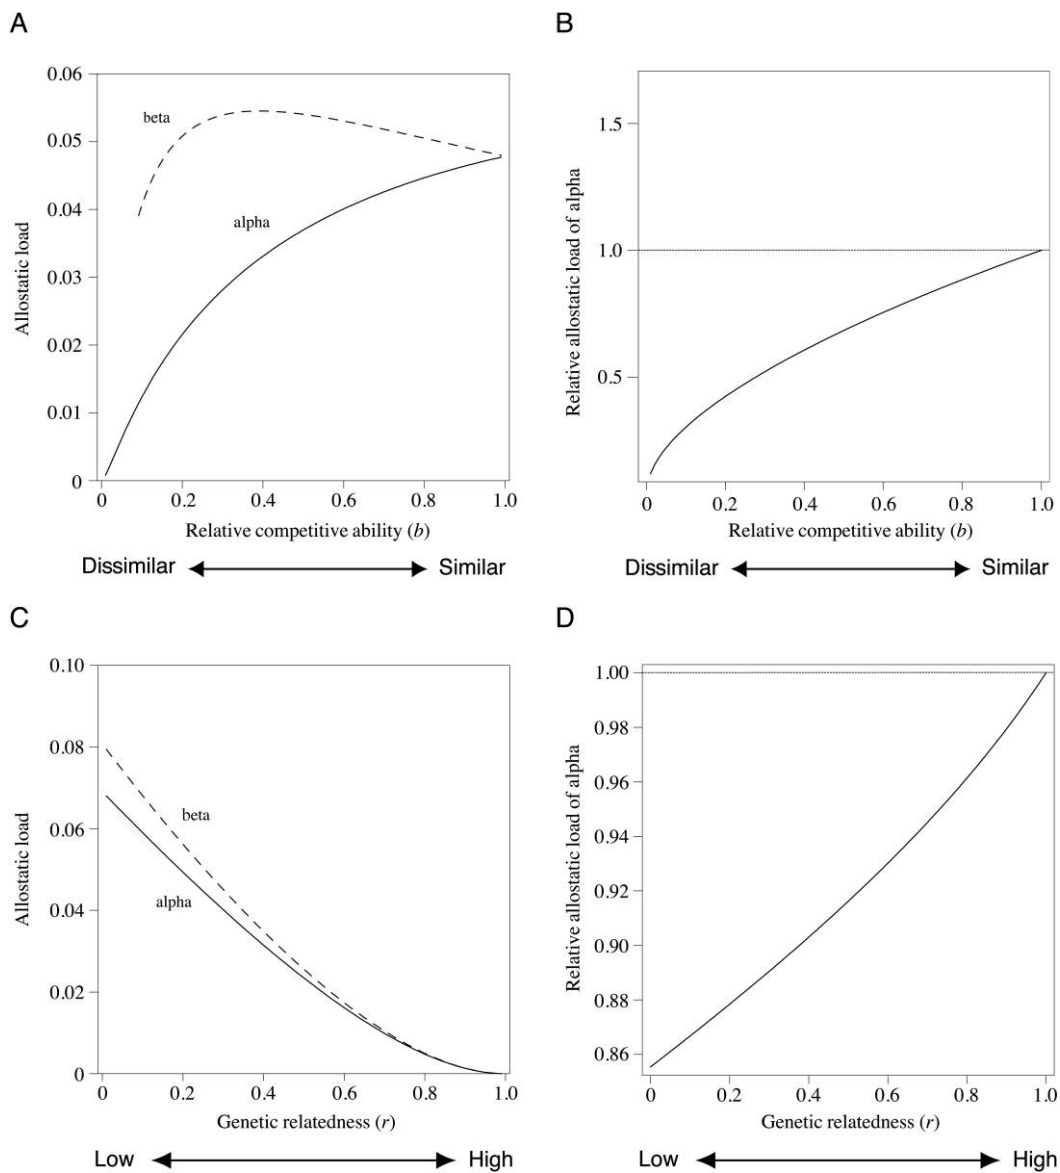 A
0.06
0.05
0.04
0.03
0.02
0.01
0
beta
alpha
Allostatic load
0 0.2 0.4 0.6 0.8 1.0
Relative competitive ability (b)
Dissimilar Similar
B
1.5
1.0
0.5
Relative allostatic load of alpha
0 0.2 0.4 0.6 0.8 1.0
Relative competitive ability (b)
Dissimilar Similar
C
0.10
0.08
0.06
0.04
0.02
0
beta
alpha
Allostatic load
0 0.2 0.4 0.6 0.8 1.0
Genetic relatedness (r)
Low High
D
1.00
0.98
0.96
0.94
0.92
0.90
0.88
0.86
Relative allostatic load of alpha
0 0.2 0.4 0.6 0.8 1.0
Genetic relatedness (r)
Low High